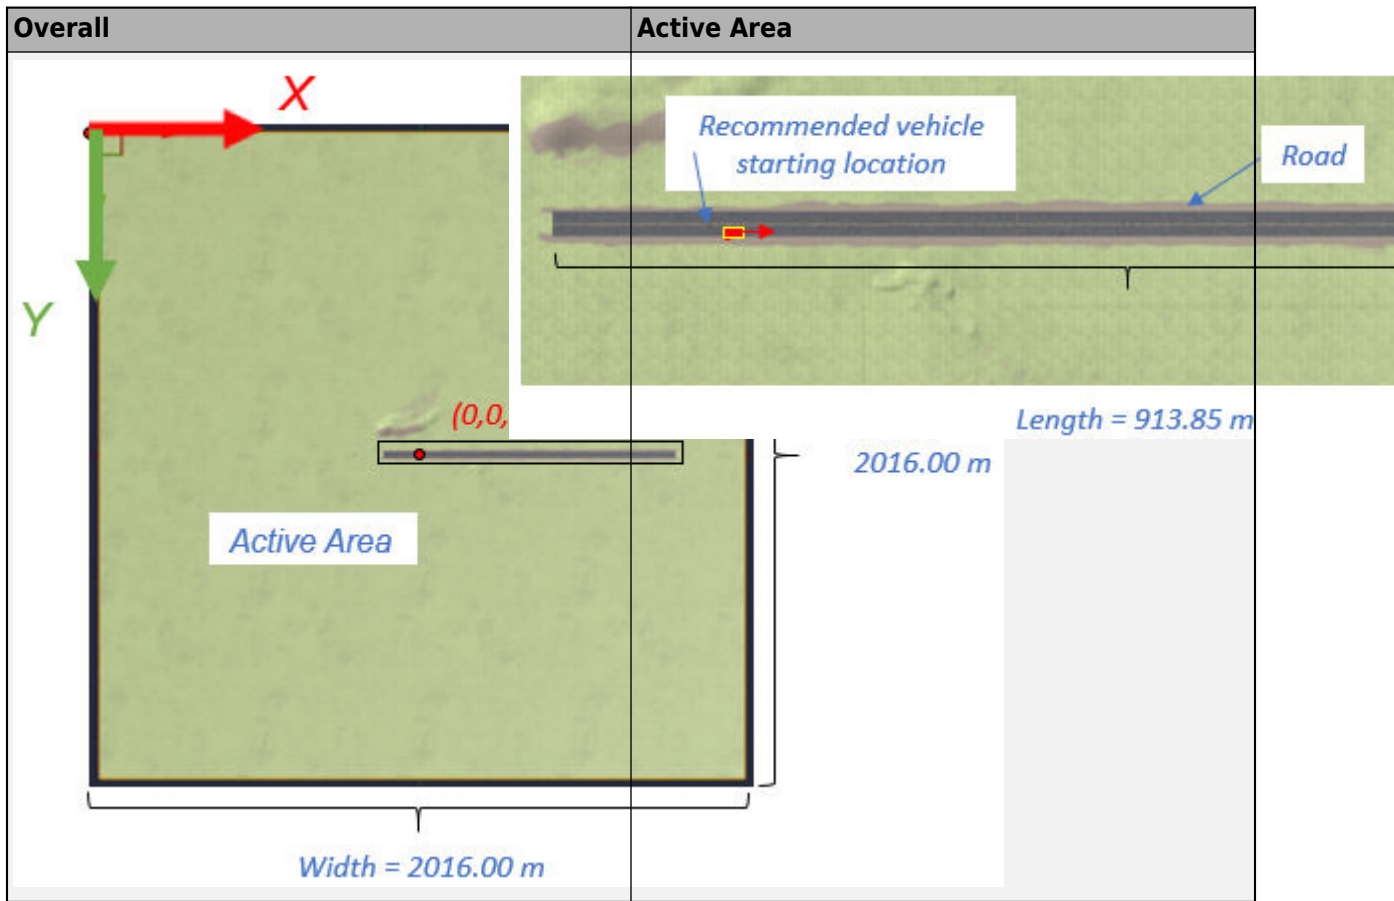 Overall
Active Area
X
Recommended vehicle
starting location
Road
Y
(0,0,
Length = 913.85 m
2016.00 m
Active Area
Width = 2016.00 m